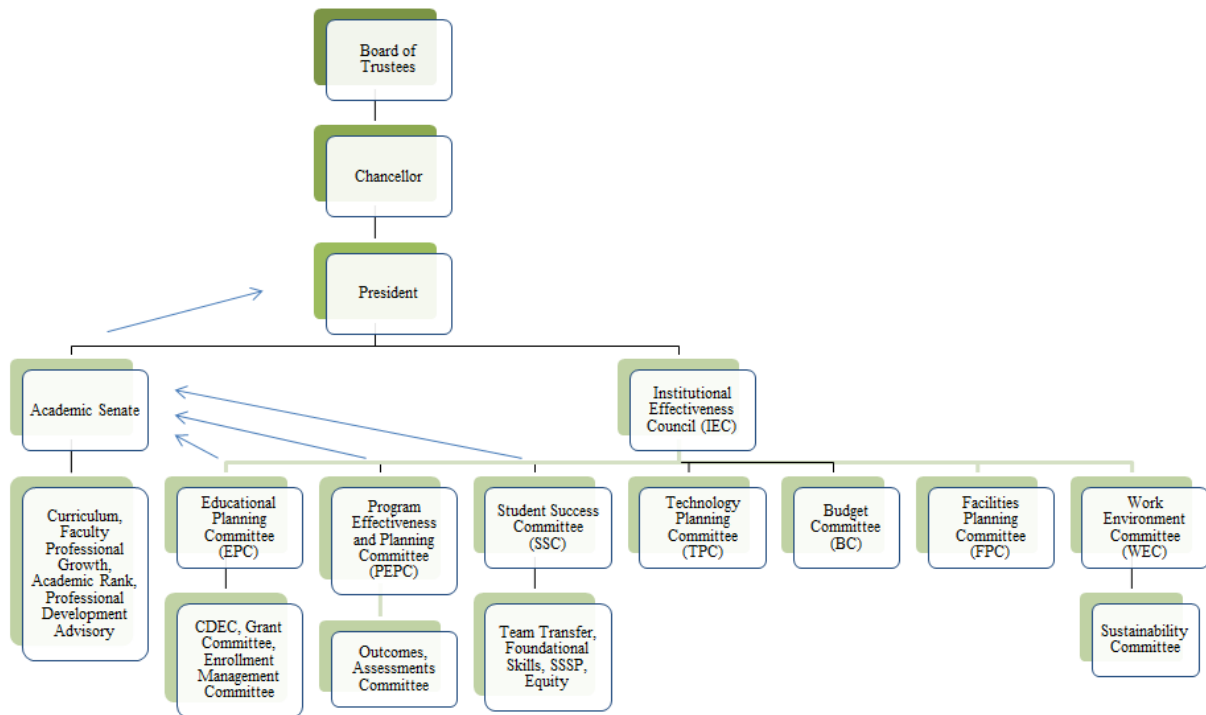 Board of
Trustees
Chancellor
President
Academic Senate
Institutional
Effectiveness
Council (IEC)
Curriculum,
Faculty
Professional
Growth,
Academic Rank,
Professional
Development
Advisory
Educational
Planning
Committee
(EPC)
Program
Effectiveness
and Planning
Committee
(PEPC)
Student Success
Committee
(SSC)
Technology
Planning
Committee
(TPC)
Budget
Committee
(BC)
Facilities
Planning
Committee
(FPC)
Work
Environment
Committee
(WEC)
CDEC, Grant
Committee,
Enrollment
Management
Committee
Outcomes,
Assessments
Committee
Team Transfer,
Foundational
Skills, SSSP,
Equity
Sustainability
Committee